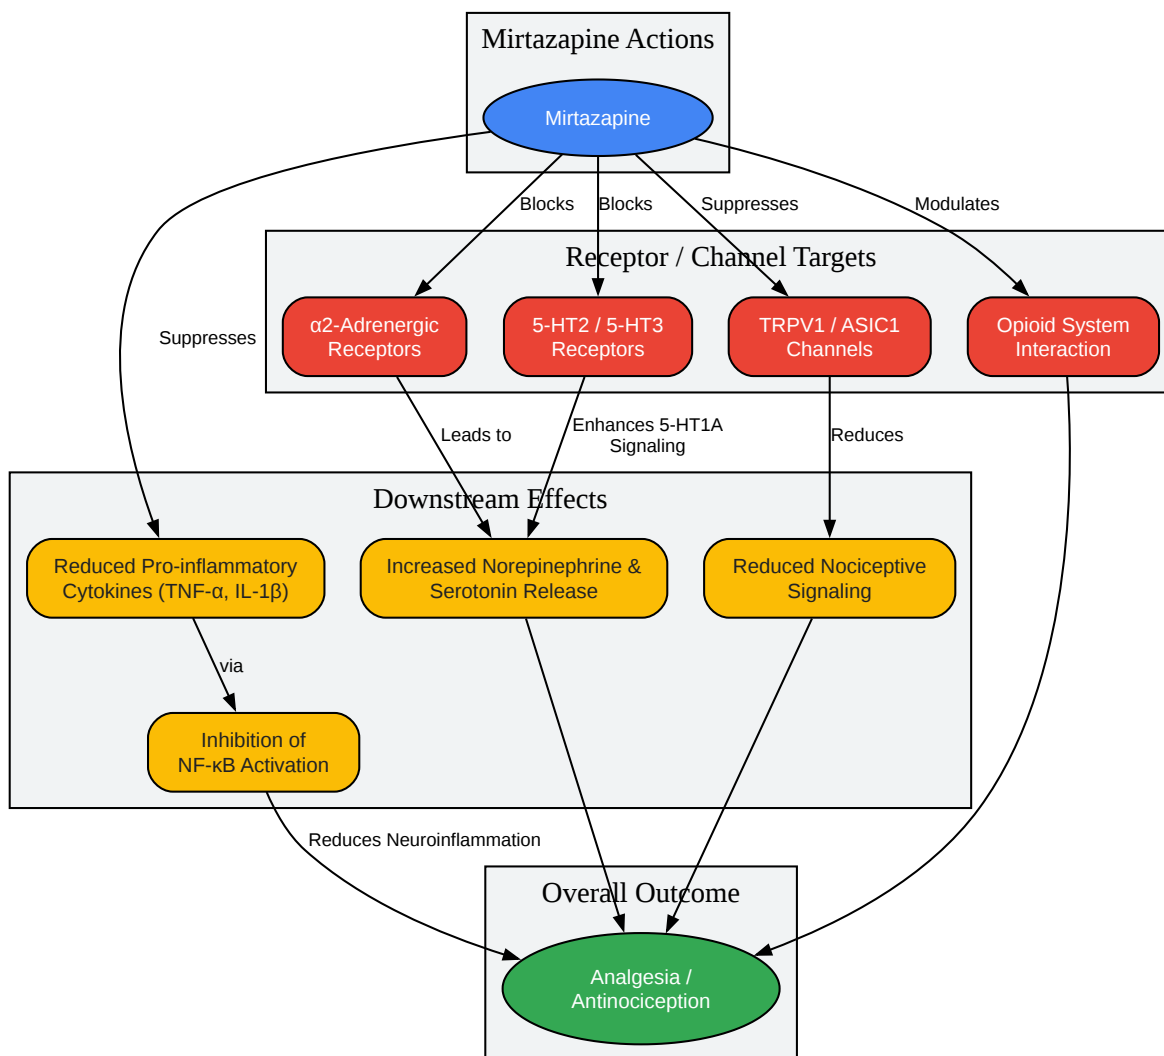 Mirtazapine Actions
Mirtazapine
Blocks
Blocks
Suppresses
Modulates
Receptor / Channel Targets
α2-Adrenergic
Receptors
5-HT2 / 5-HT3
Receptors
TRPV1 / ASIC1
Channels
Opioid System
Interaction
Suppresses
Leads to
Enhances 5-HT1A
Signaling
Reduces
Downstream Effects
Reduced Pro-inflammatory
Cytokines (TNF-α, IL-1β)
Increased Norepinephrine &
Serotonin Release
Reduced Nociceptive
Signaling
via
Inhibition of
NF-κB Activation
Reduces Neuroinflammation
Overall Outcome
Analgesia /
Antinociception